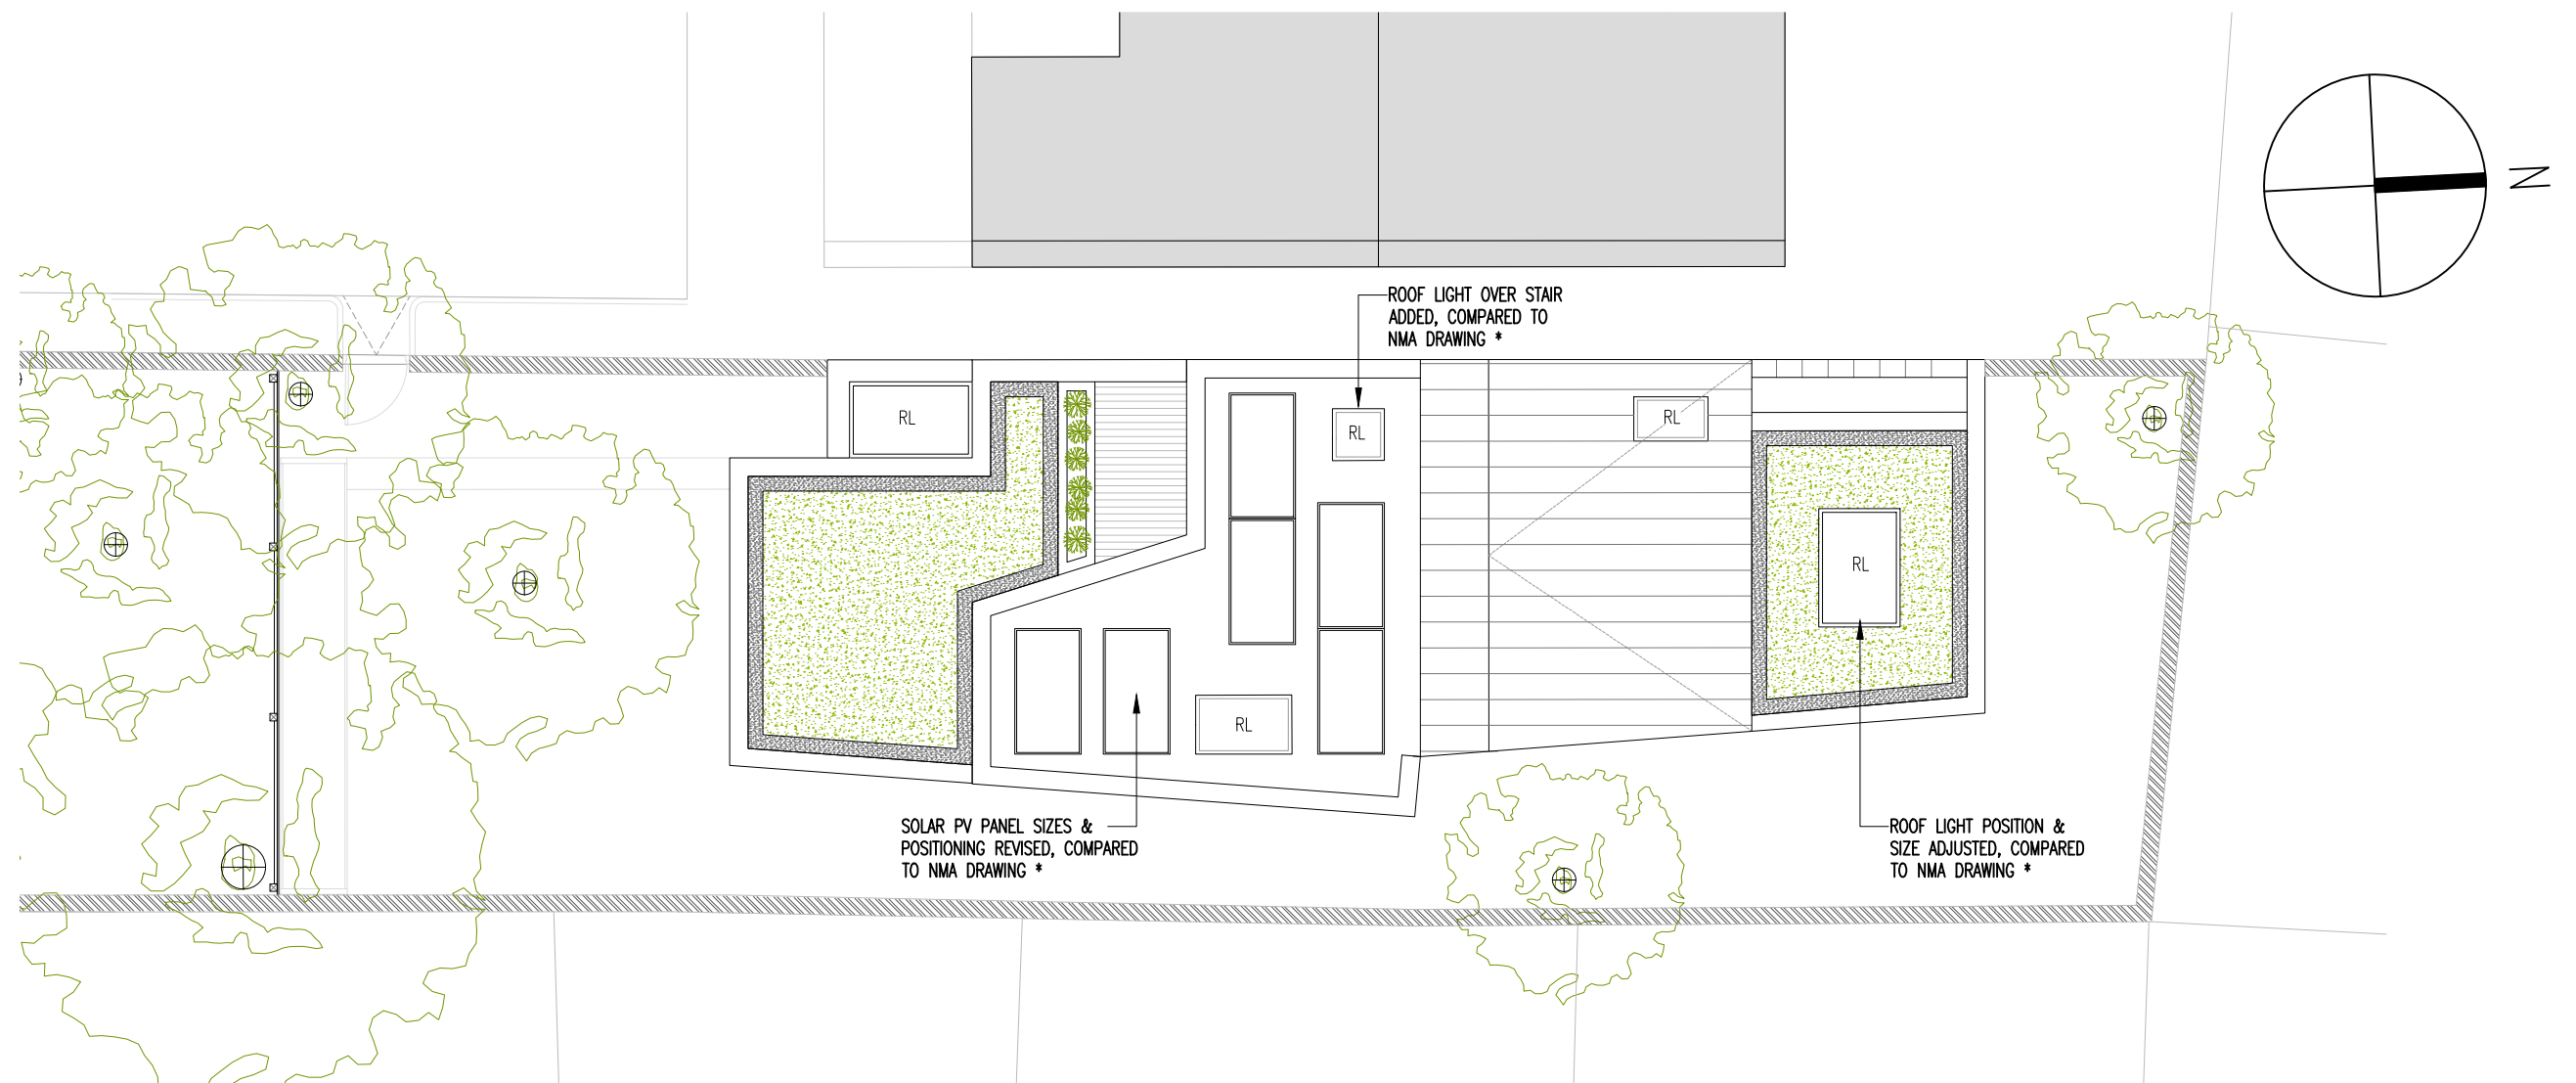 N
ROOF LIGHT OVER STAIR
ADDED, COMPARED TO
NMA DRAWING *
RL
RL
RL
RL
RL
SOLAR PV PANEL SIZES &
POSITIONING REVISED, COMPARED
TO NMA DRAWING *
ROOF LIGHT POSITION &
SIZE ADJUSTED, COMPARED
TO NMA DRAWING *